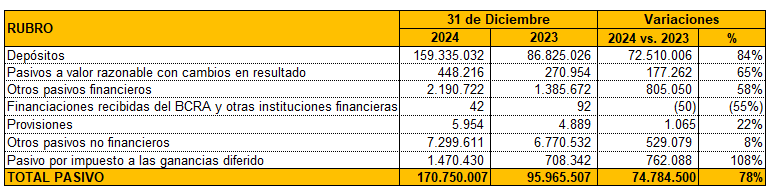 RUBRO 31 de Diciembre Variaciones
2024 2023 2024 vs. 2023 %
Depósitos 159.335.032 86.825.026 72.510.006 84%
Pasivos a valor razonable con cambios en resultado 448.216 270.954 177.262 65%
Otros pasivos financieros 2.190.722 1.385.672 805.050 58%
Financiaciones recibidas del BCRA y otras instituciones financieras 42 92 (50) (55%)
Provisiones 5.954 4.889 1.065 22%
Otros pasivos no financieros 7.299.611 6.770.532 529.079 8%
Pasivo por impuesto a las ganancias diferido 1.470.430 708.342 762.088 108%
TOTAL PASIVO 170.750.007 95.965.507 74.784.500 78%